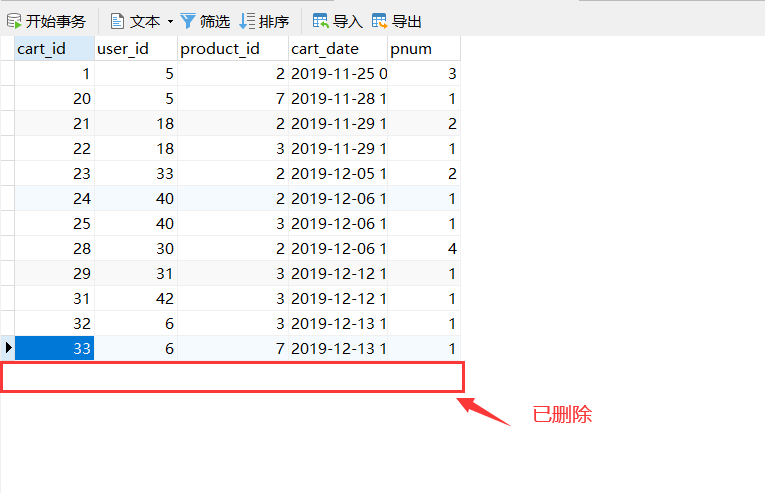 开始事务 文本 筛选 排序 导入 导出
cart_id user_id product_id cart_date pnum
1 5 2 2019-11-25 0 3
20 5 7 2019-11-28 1 1
21 18 2 2019-11-29 1 2
22 18 3 2019-11-29 1 1
23 33 2 2019-12-05 1 2
24 40 2 2019-12-06 1 1
25 40 3 2019-12-06 1 1
28 30 2 2019-12-06 1 4
29 31 3 2019-12-12 1 1
31 42 3 2019-12-12 1 1
32 6 3 2019-12-13 1 1
33 6 7 2019-12-13 1 1
已删除